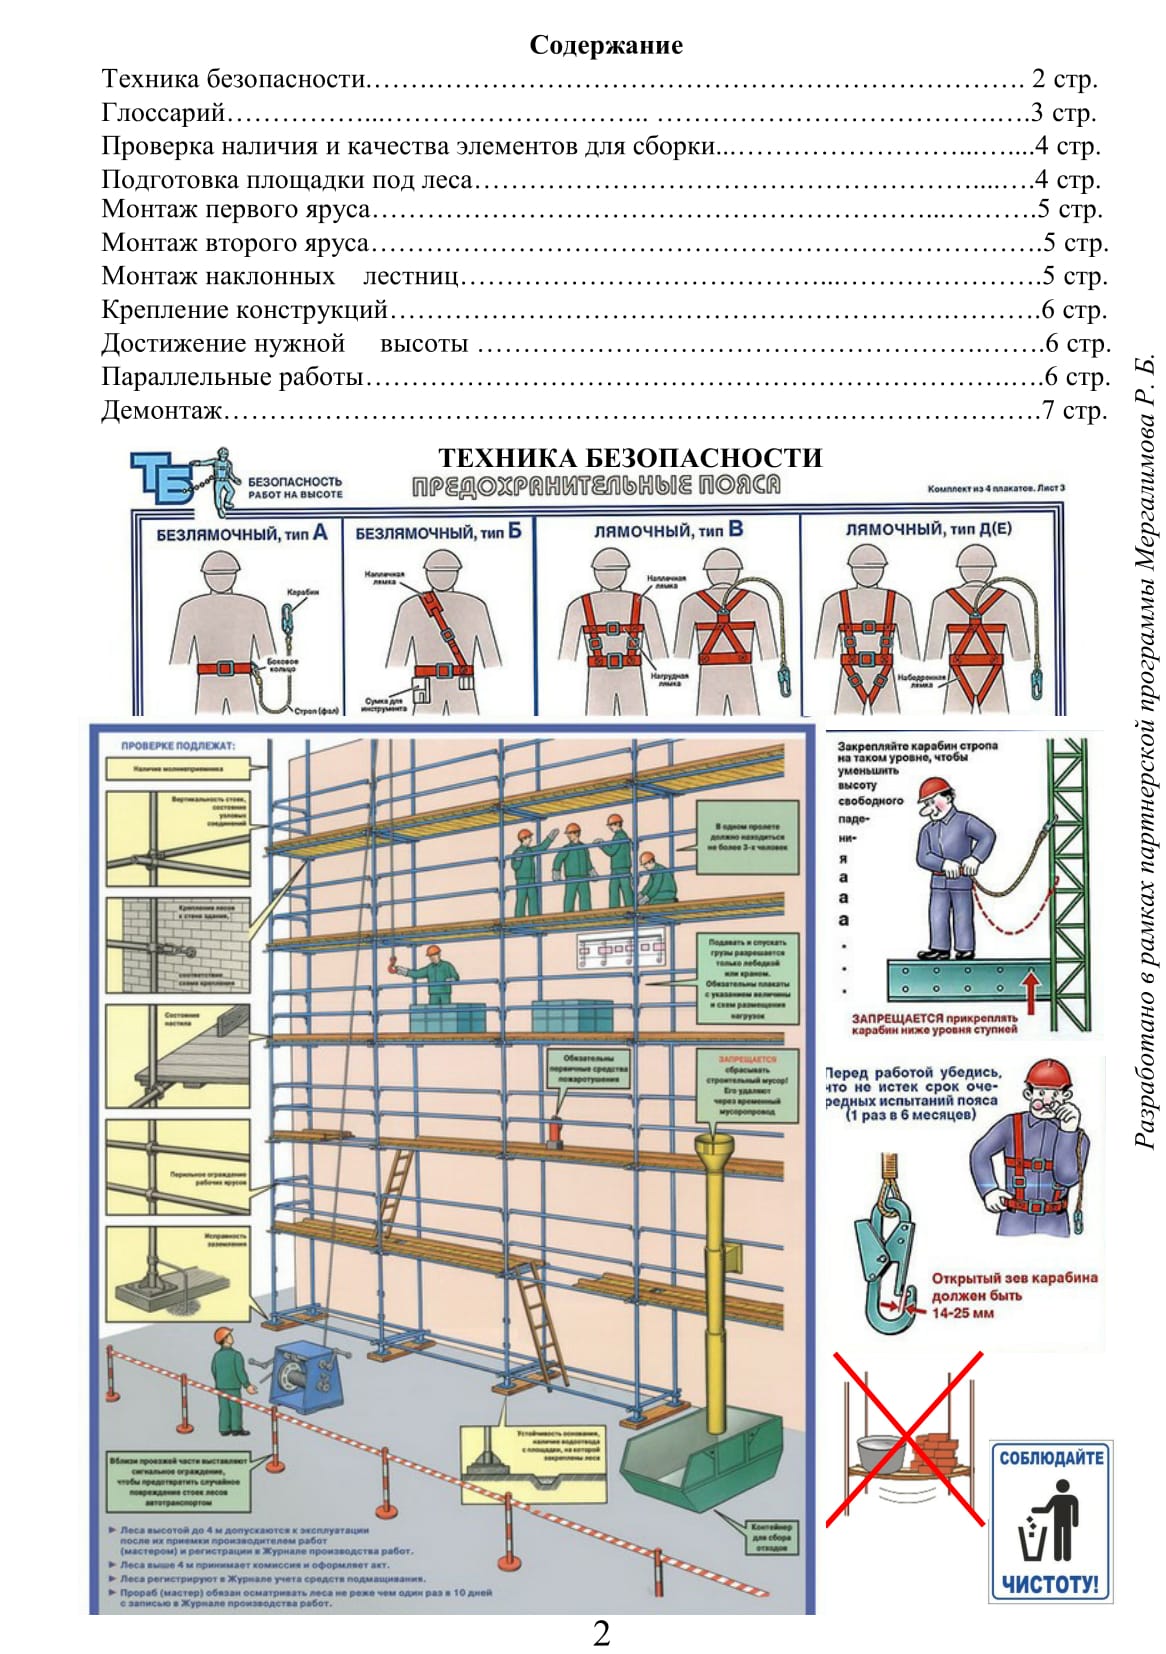 Содержание
Техника безопасности…….………………………………………………………. 2 стр.
Глоссарий……………...…………………….. ……………………………….….3 стр.
Проверка наличия и качества элементов для сборки...……………………...…....4 стр.
Подготовка площадки под леса………………………………………………....….4 стр.
Монтаж первого яруса……………………………………………………...……….5 стр.
Монтаж второго яруса……………………………………………………………….5 стр.
Монтаж наклонных лестниц…………………………………...………………….5 стр.
Крепление конструкций………………………………………………….……….6 стр.
Достижение нужной высоты …………………………………………….……….6 стр.
Параллельные работы…………………………………………………………….….6 стр.
Демонтаж………………………………………………………….………………….7 стр.
ТЕХНИКА БЕЗОПАСНОСТИ
ТБ
БЕЗОПАСНОСТЬ
РАБОТ НА ВЫСОТЕ
ПРЕДОХРАНИТЕЛЬНЫЕ ПОЯСА
Комплект из 4 плакатов. Лист 3
БЕЗЛЯМОЧНЫЙ, тип А
Карабин
Боковое
кольцо
Строп (фал)
БЕЗЛЯМОЧНЫЙ, тип Б
Наплечная
лямка
Сумка для
инструмента
ЛЯМОЧНЫЙ, тип В
Наплечная
лямка
Нагрудная
лямка
ЛЯМОЧНЫЙ, тип Д(Е)
Набедренная
лямка
ПРОВЕРКЕ ПОДЛЕЖАТ:
Наличие молниеприемника
Вертикальность стоек,
состояние
узловых
соединений
Крепление лесов
к стене здания,
соответствие
схеме крепления
Состояние
настила
Перильное ограждение
рабочих ярусов
Исправность
заземления
В одном пролете
должно находиться
не более 3-х человек
Подавать и спускать
грузы разрешается
только лебедкой
или краном.
Обязательны плакаты
с указанием величины
и схем размещения
нагрузок
Обязательны
первичные средства
пожаротушения
ЗАПРЕЩАЕТСЯ
сбрасывать
строительный мусор!
Его удаляют
через временный
мусоропровод
Устойчивость основания,
наличие водоотвода
с площадки, на которой
закреплены леса
Вблизи проезжей части выставляют
сигнальное ограждение,
чтобы предотвратить случайное
повреждение стоек лесов
автотранспортом
Контейнер
для сбора
отходов
Леса высотой до 4 м допускаются к эксплуатации
после их приемки производителем работ
(мастером) и регистрации в Журнале производства работ.
Леса выше 4 м принимает комиссия и оформляет акт.
Леса регистрируют в Журнале учета средств подмащивания.
Прораб (мастер) обязан осматривать леса не реже чем один раз в 10 дней
с записью в Журнале производства работ.
Закрепляйте карабин стропа
на таком уровне, чтобы
уменьшить
высоту
свободного
паде-
ни-
я
а
а
а
.
.
.
ЗАПРЕЩАЕТСЯ прикреплять
карабин ниже уровня ступней
Перед работой убедись,
что не истек срок оче-
редных испытаний пояса
(1 раз в 6 месяцев)
Открытый зев карабина
должен быть
14-25 мм
СОБЛЮДАЙТЕ
ЧИСТОТУ!
Разработано в рамках партнерской программы Мергалимова Р. Б.
2